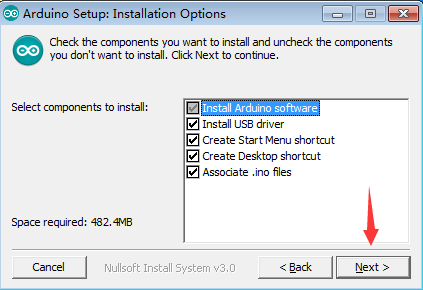 Arduino Setup: Installation Options
Check the components you want to install and uncheck the components
you don't want to install. Click Next to continue.
Select components to install:
Install Arduino software
Install USB driver
Create Start Menu shortcut
Create Desktop shortcut
Associate .ino files
Space required: 482.4MB
Cancel
Nullsoft Install System v3.0
< Back
Next >